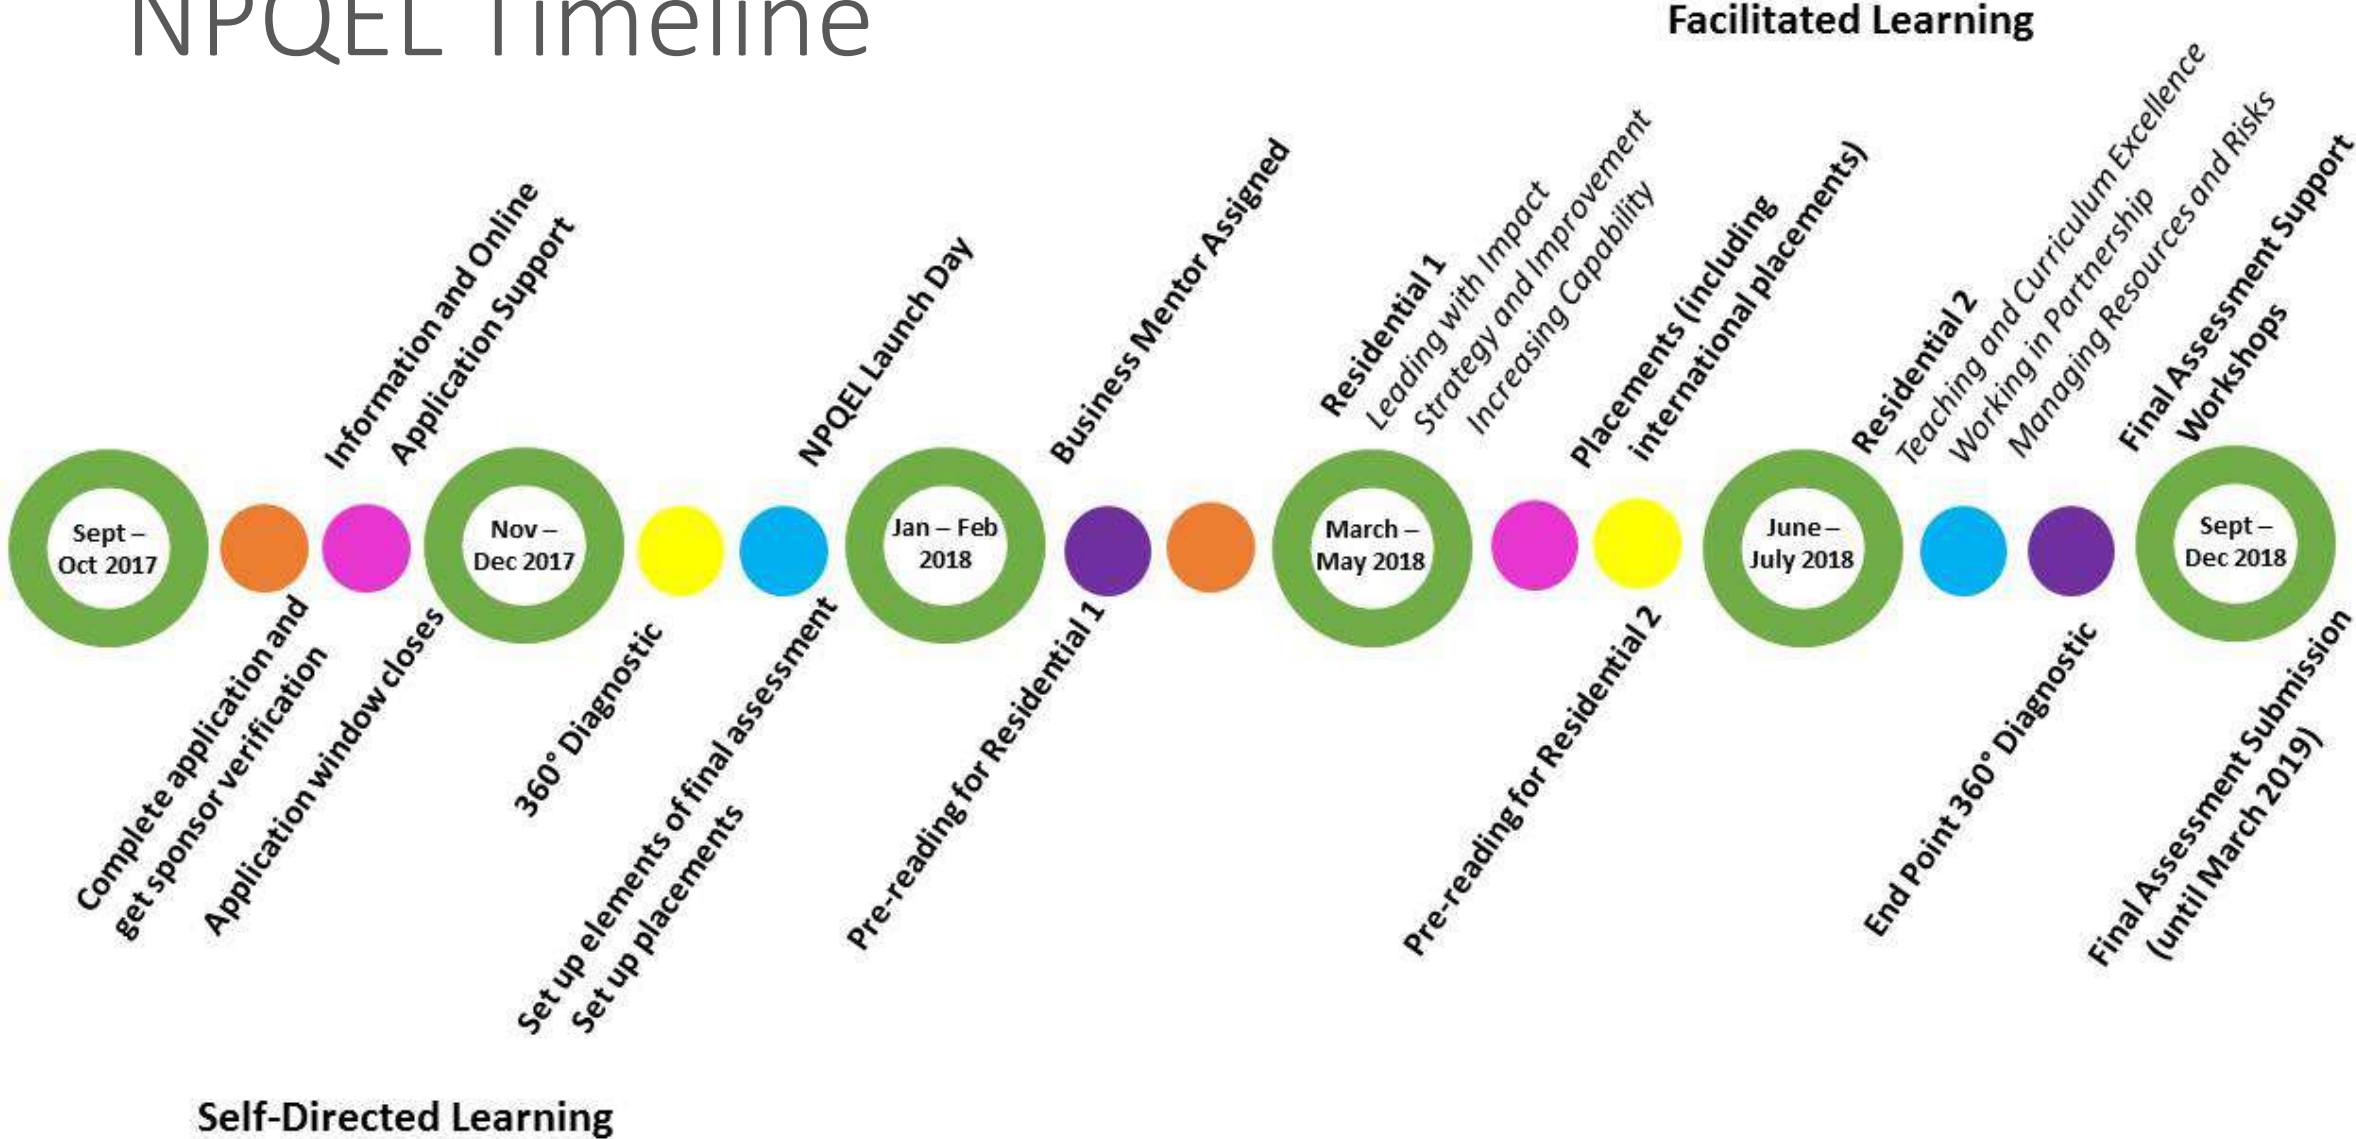 NPQEL Timeline
Facilitated Learning
Information and Online
Application Support
NPQEL Launch Day
Business Mentor Assigned
Residential 1
Leading with Impact
Strategy and Improvement
Increasing Capability
Placements (including
international placements)
Residential 2
Teaching and Curriculum Excellence
Working in Partnership
Managing Resources and Risks
Final Assessment Support
Workshops
Sept –
Oct 2017
Nov –
Dec 2017
Jan – Feb
2018
March –
May 2018
June –
July 2018
Sept –
Dec 2018
Complete application and
get sponsor verification
Application window closes
360° Diagnostic
Set up elements of final assessment
Set up placements
Pre-reading for Residential 1
Pre-reading for Residential 2
End Point 360° Diagnostic
Final Assessment Submission
(until March 2019)
Self-Directed Learning